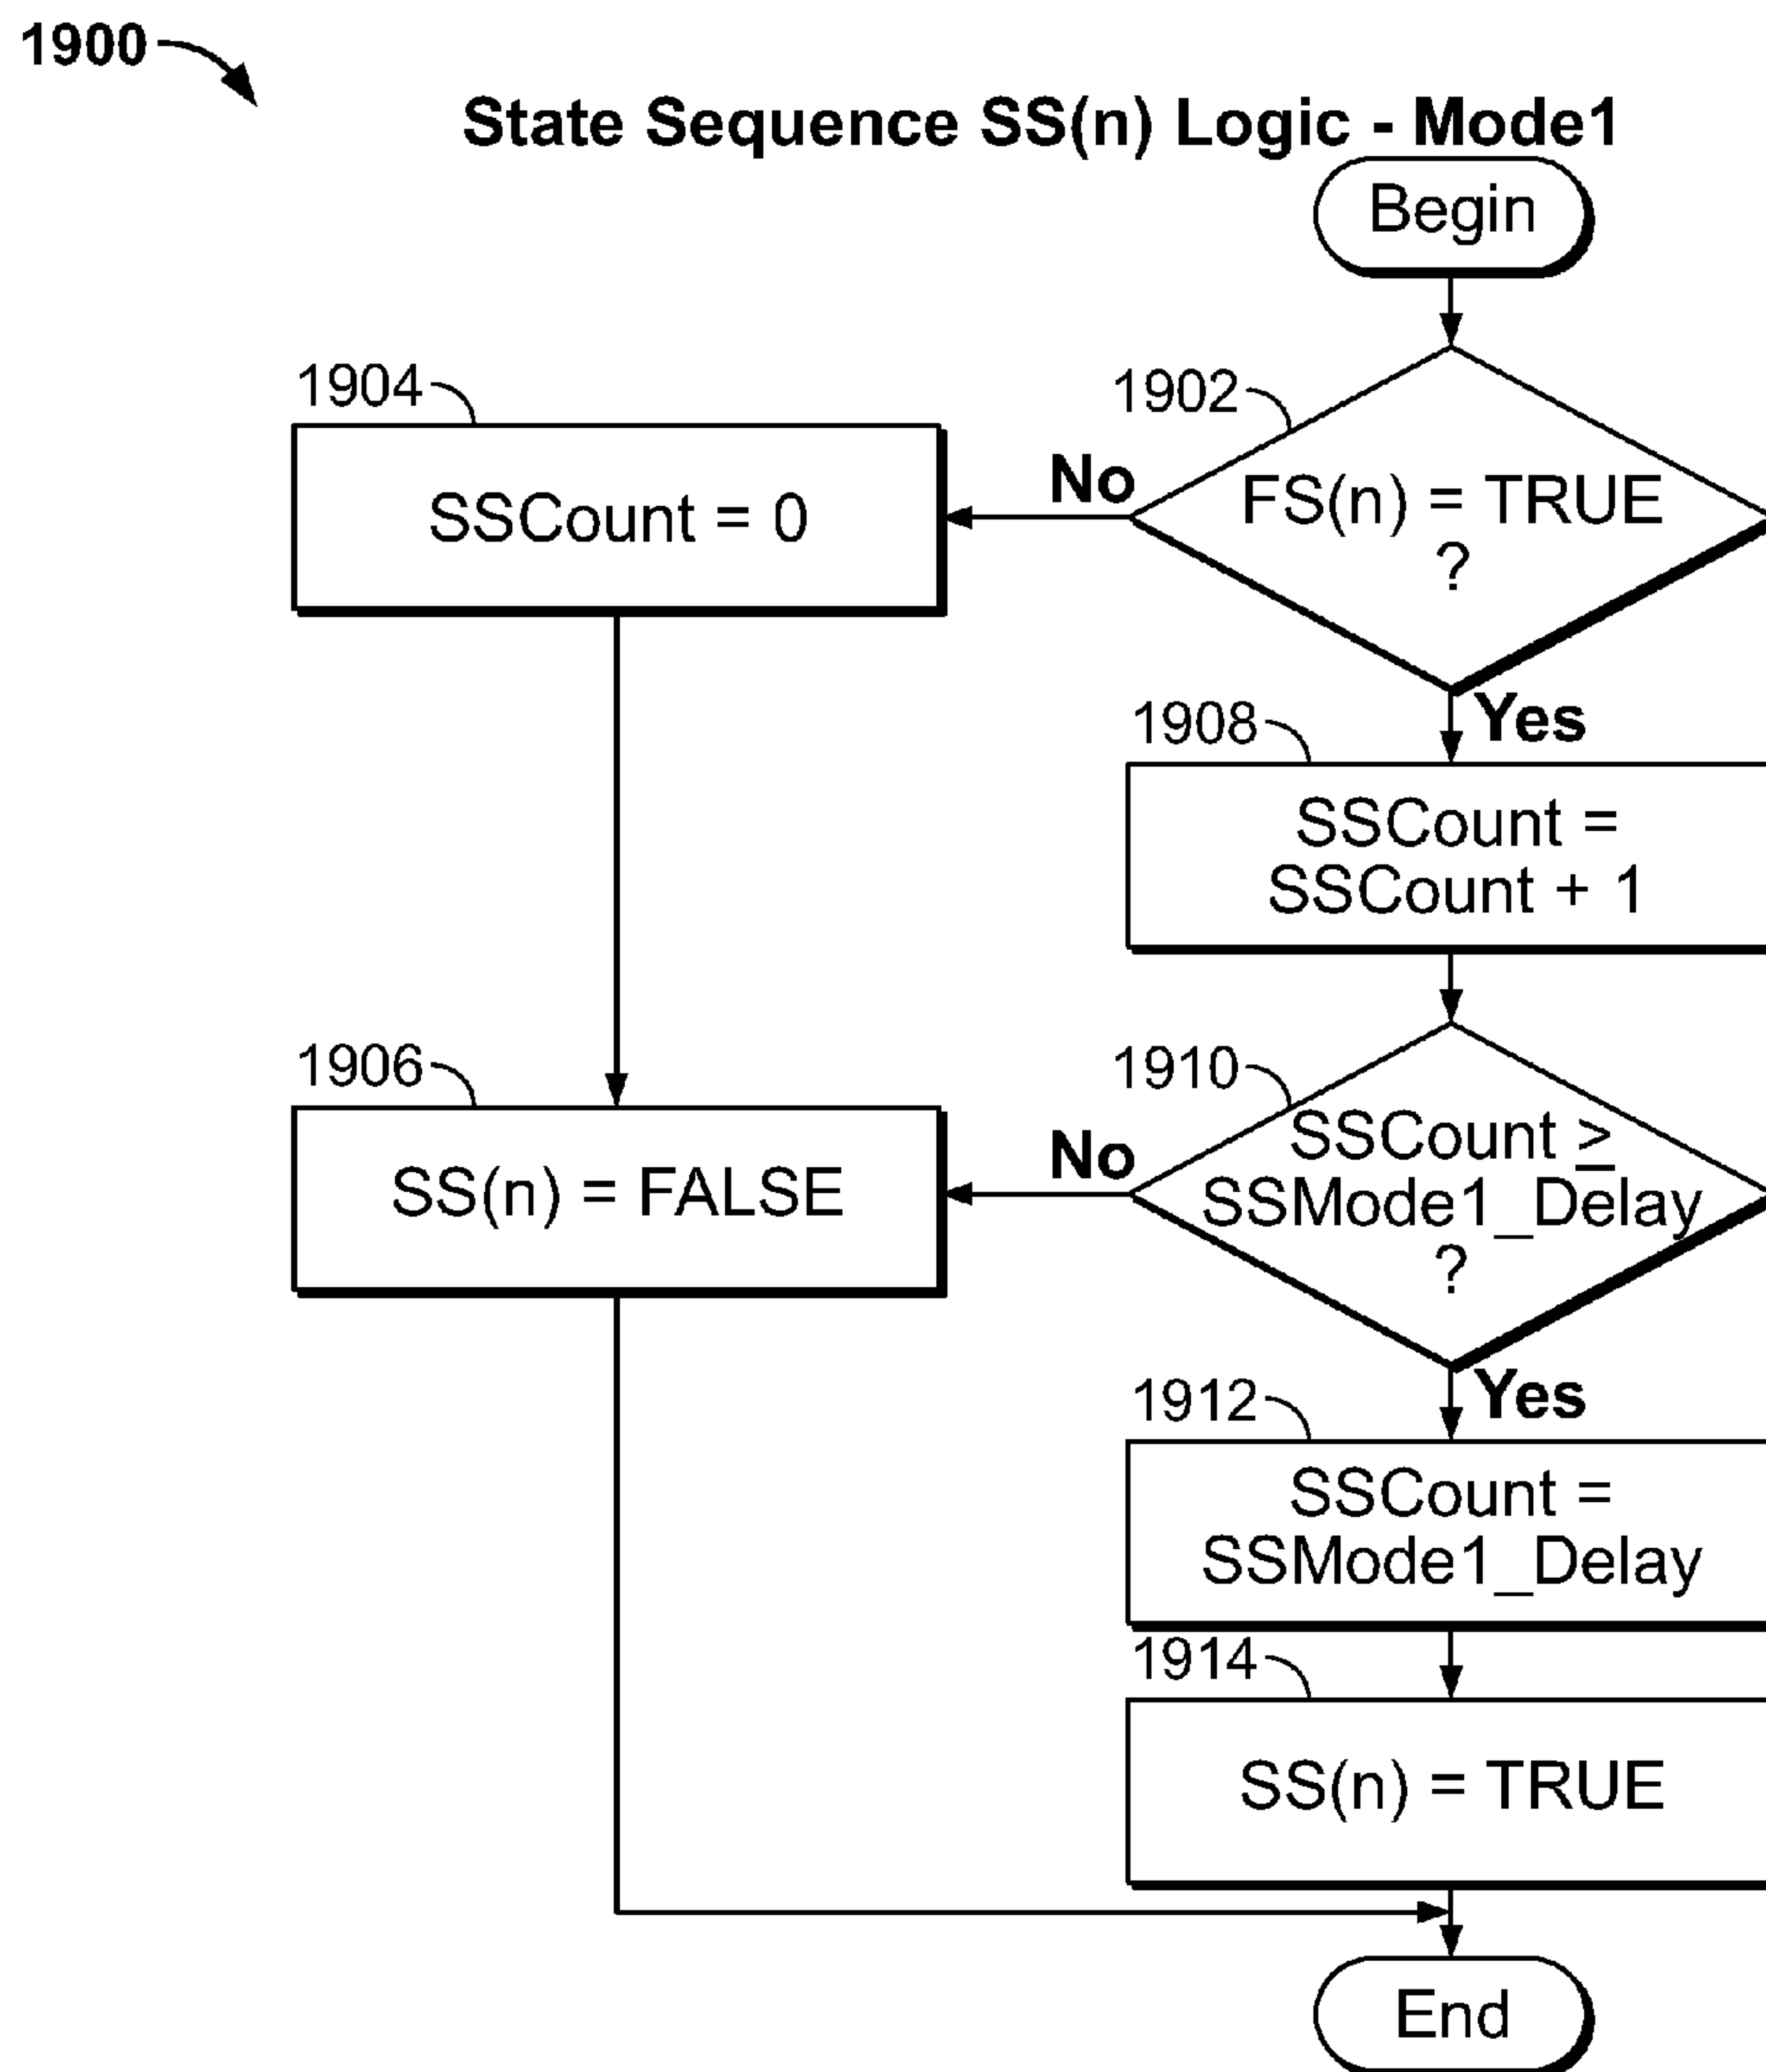 1900
State Sequence SS(n) Logic - Mode1
Begin
1904
1902
SSCount = 0
No
FS(n) = TRUE
?
Yes
1908
SSCount =
SSCount + 1
1906
1910
SS(n) = FALSE
No
SSCount ≥
SSMode1_Delay
?
Yes
1912
SSCount =
SSMode1_Delay
1914
SS(n) = TRUE
End